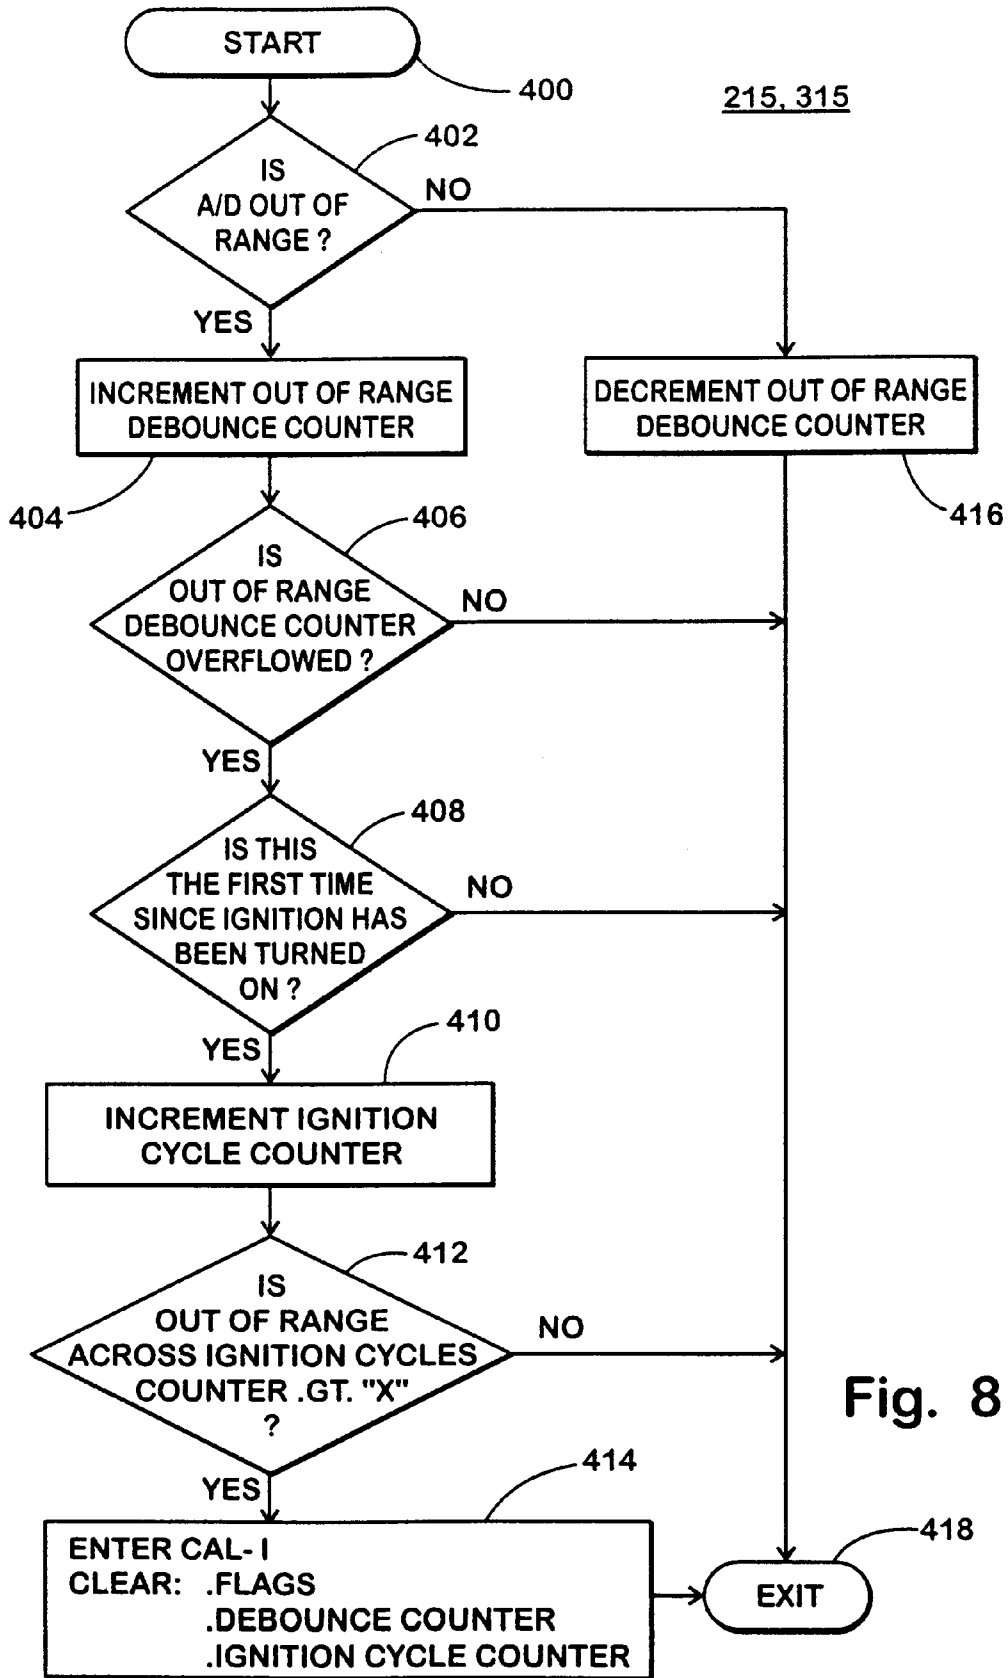 START
400
215, 315
402
IS
A/D OUT OF
RANGE ?
NO
YES
INCREMENT OUT OF RANGE
DEBOUNCE COUNTER
404
DECREMENT OUT OF RANGE
DEBOUNCE COUNTER
416
406
IS
OUT OF RANGE
DEBOUNCE COUNTER
OVERFLOWED ?
NO
YES
408
IS THIS
THE FIRST TIME
SINCE IGNITION HAS
BEEN TURNED
ON ?
NO
YES
410
INCREMENT IGNITION
CYCLE COUNTER
412
IS
OUT OF RANGE
ACROSS IGNITION CYCLES
COUNTER .GT. "X"
?
NO
YES
Fig. 8
414
ENTER CAL- I
CLEAR: .FLAGS
.DEBOUNCE COUNTER
.IGNITION CYCLE COUNTER
418
EXIT